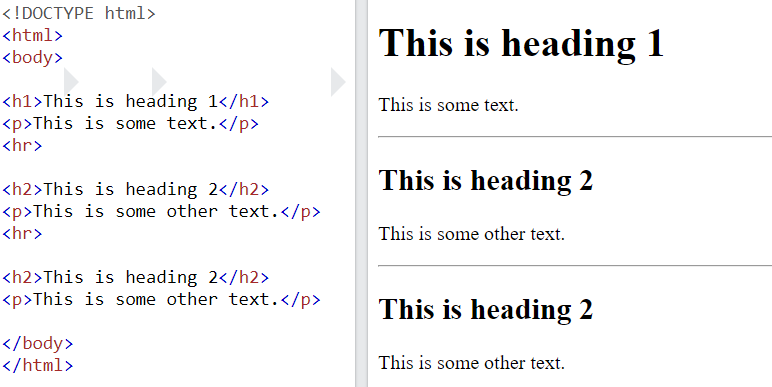 <!DOCTYPE html>
<html>
<body>
<h1>This is heading 1</h1>
<p>This is some text.</p>
<hr>
<h2>This is heading 2</h2>
<p>This is some other text.</p>
<hr>
<h2>This is heading 2</h2>
<p>This is some other text.</p>
</body>
</html>
This is heading 1
This is some text.
This is heading 2
This is some other text.
This is heading 2
This is some other text.